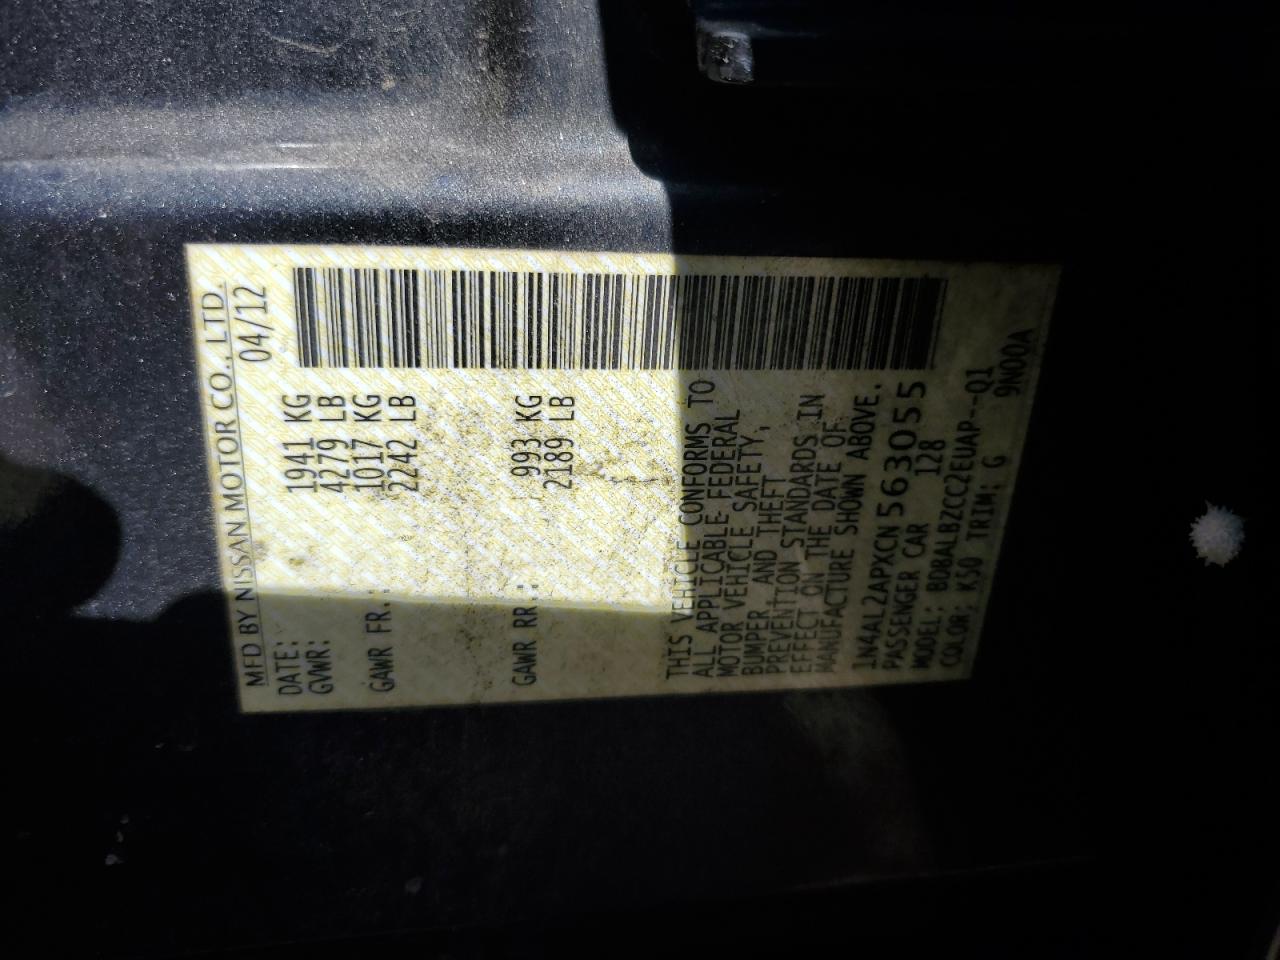 MFD BY NISSAN MOTOR CO., LTD.
DATE: 04/12
GVWR: 1941 KG
4279 LB
GAWR FR.: 1017 KG
2242 LB
GAWR RR.: 993 KG
2189 LB
THIS VEHICLE CONFORMS TO
ALL APPLICABLE FEDERAL
MOTOR VEHICLE SAFETY,
BUMPER AND THEFT
PREVENTION STANDARDS IN
EFFECT ON THE DATE OF
MANUFACTURE SHOWN ABOVE.
1N4AL2APXCN563055
PASSENGER CAR 128
MODEL: BDBALBZCC2EUAP--Q1
COLOR: K50 TRIM: G 9N00A